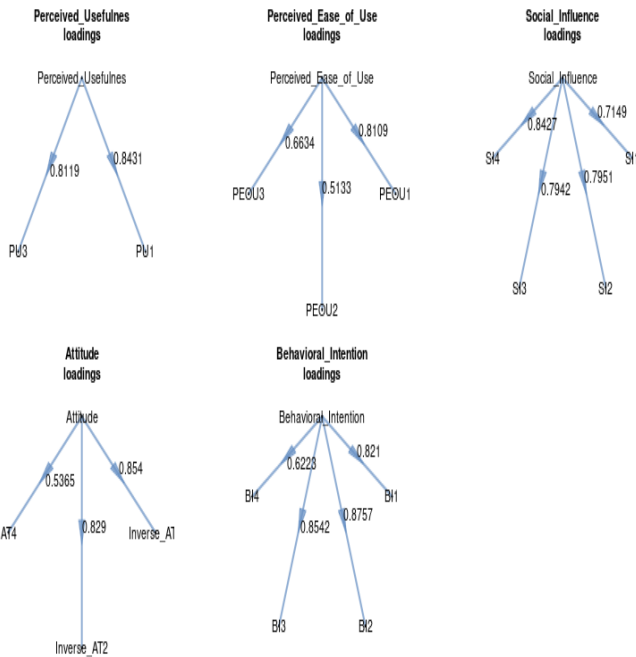 Perceived_Usefulnes
loadings
Perceived_Usefulnes
0.8119
0.8431
PU3
PU1
Perceived_Ease_of_Use
loadings
Perceived_Ease_of_Use
0.6634
0.8109
0.5133
PEOU3
PEOU1
PEOU2
Social_Influence
loadings
Social_Influence
0.8427
0.7149
0.7942
0.7951
SI4
SI1
SI3
SI2
Attitude
loadings
Attitude
0.5365
0.854
0.829
AT4
Inverse_AT
Inverse_AT2
Behavioral_Intention
loadings
Behavioral_Intention
0.6223
0.821
0.8542
0.8757
BI4
BI1
BI3
BI2